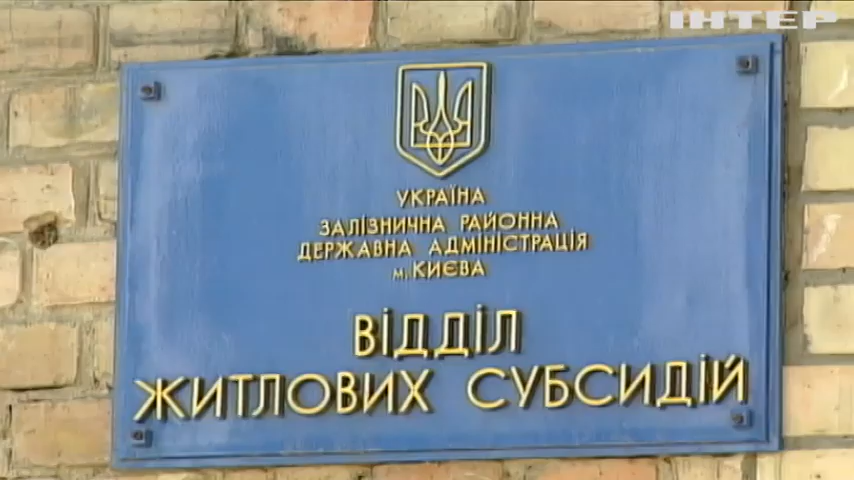 ІНТЕР
УКРАЇНА
ЗАЛІЗНИЧНА РАЙОННА
ДЕРЖАВНА АДМІНІСТРАЦІЯ
м. КИЄВА
ВІДДІЛ
ЖИТЛОВИХ СУБСИДІЙ